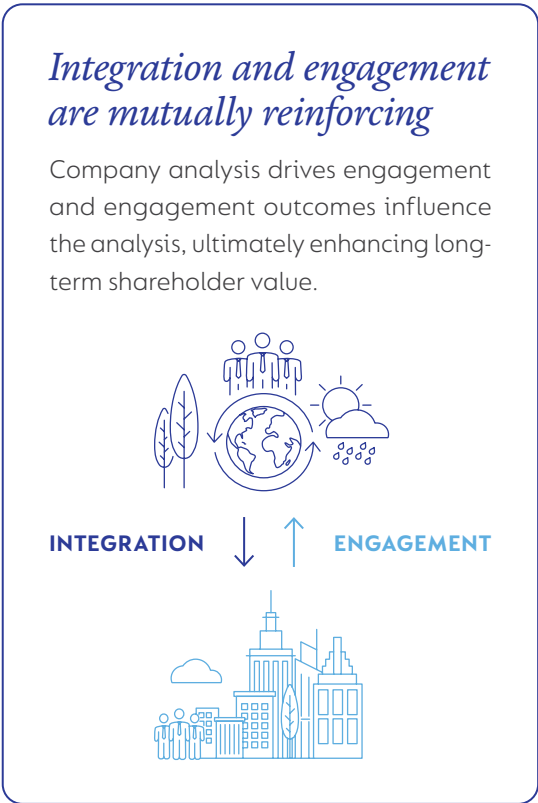 Integration and engagement
are mutually reinforcing
Company analysis drives engagement
and engagement outcomes influence
the analysis, ultimately enhancing long-
term shareholder value.
INTEGRATION
ENGAGEMENT